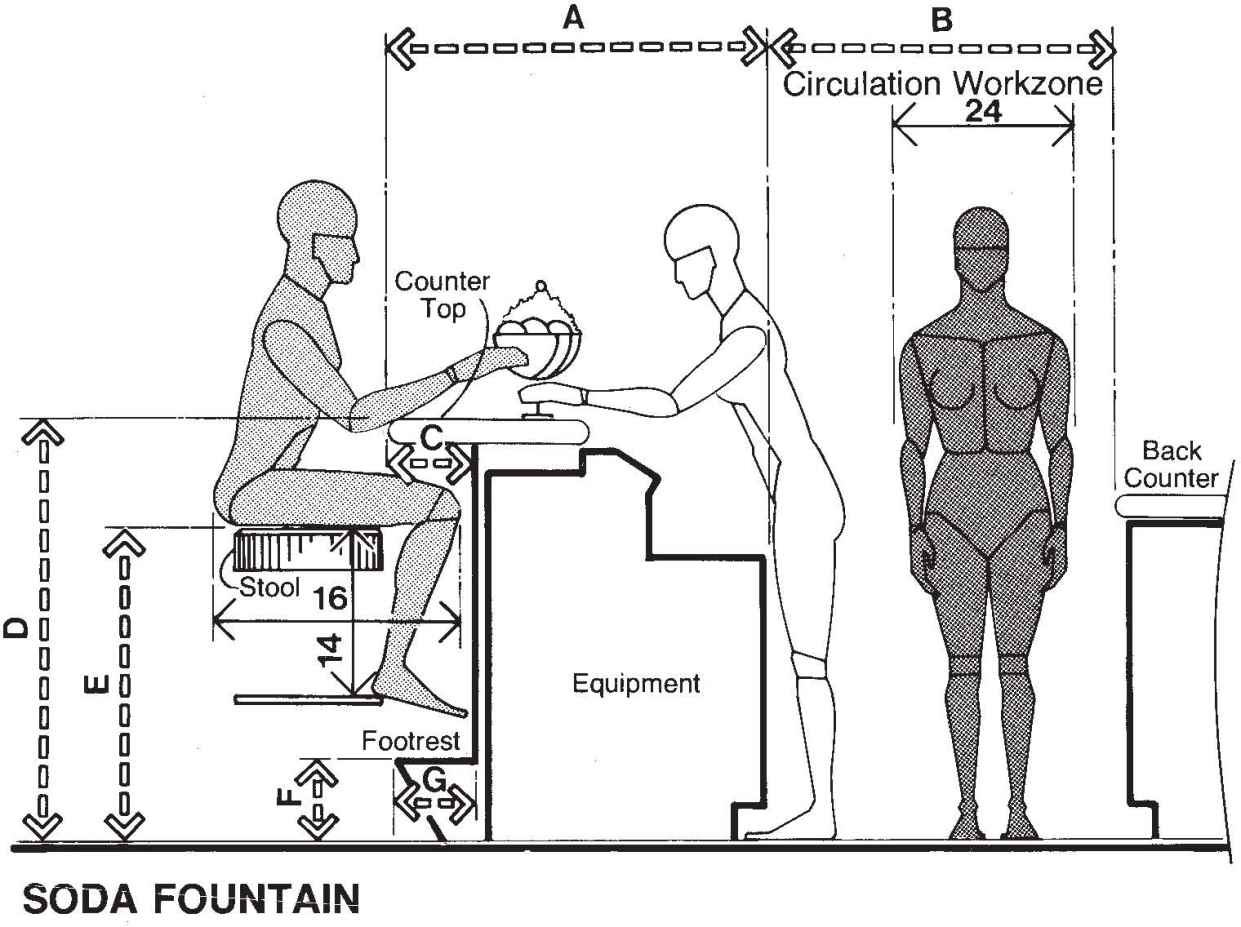 A
B
Circulation Workzone
24
Counter
Top
C
Back
Counter
Stool
16
14
D
E
Equipment
Footrest
F
G
SODA FOUNTAIN